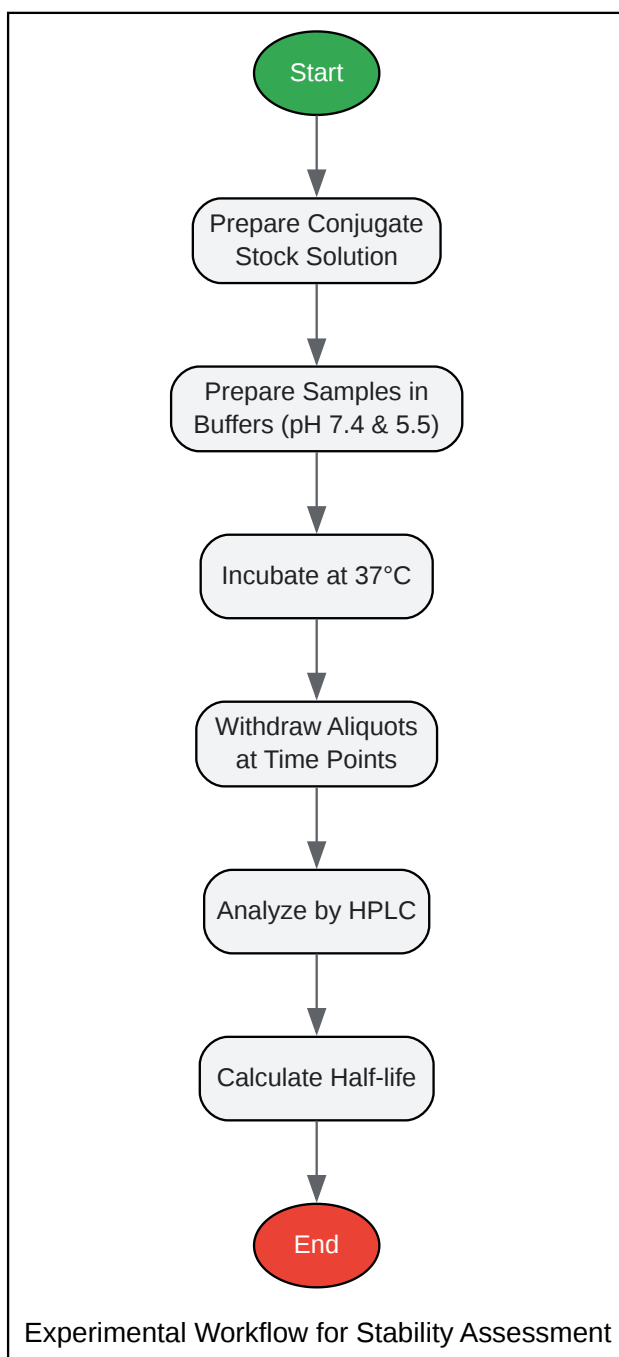 Start
Prepare Conjugate
Stock Solution
Prepare Samples in
Buffers (pH 7.4 & 5.5)
Incubate at 37°C
Withdraw Aliquots
at Time Points
Analyze by HPLC
Calculate Half-life
End
Experimental Workflow for Stability Assessment